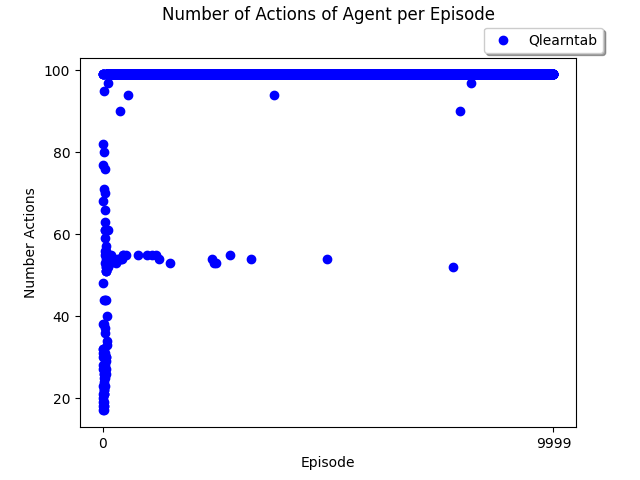 Number of Actions of Agent per Episode
Qlearntab
100
80
60
40
20
Number Actions
0 9999
Episode